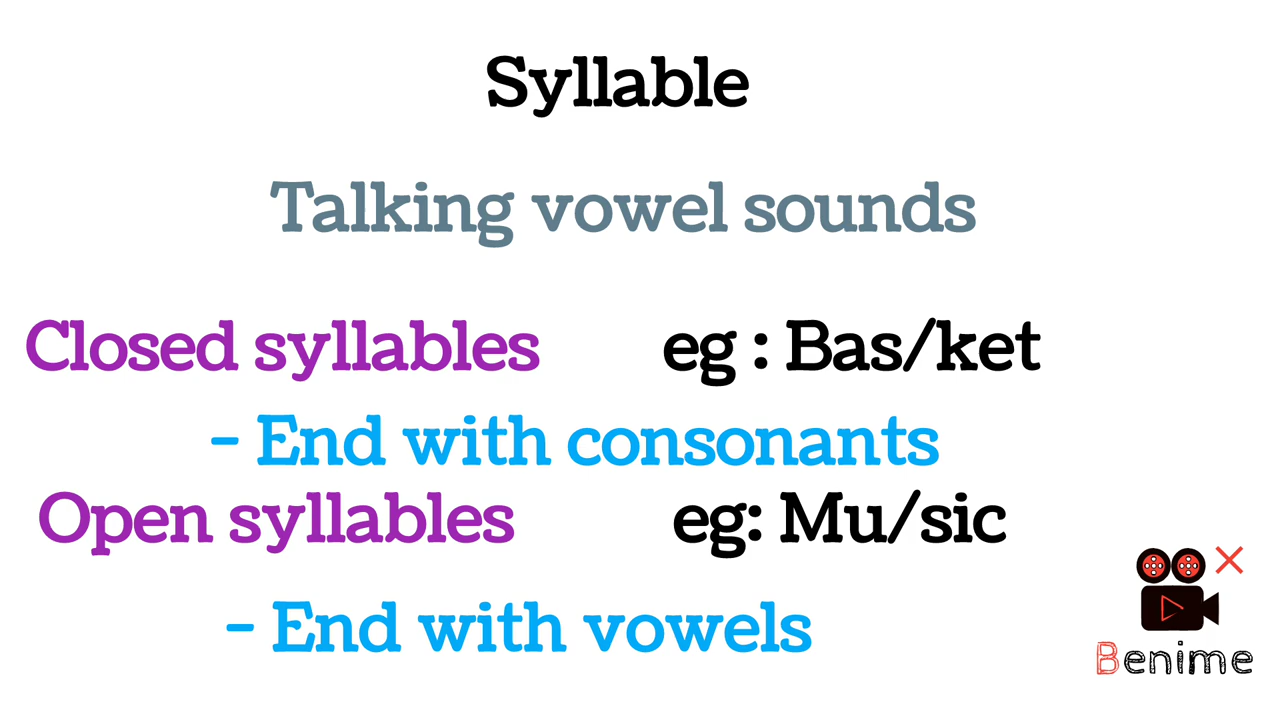 Syllable
Talking vowel sounds
Closed syllables eg : Bas/ket
- End with consonants
Open syllables eg: Mu/sic
- End with vowels
Benime